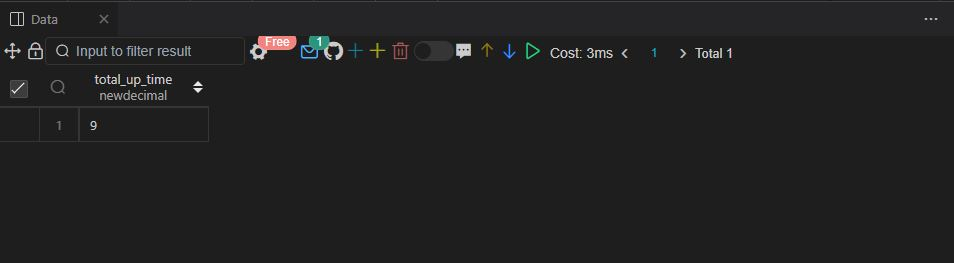 Data
Input to filter result Free 1 Cost: 3ms 1 Total 1
total_up_time
newdecimal
1 9